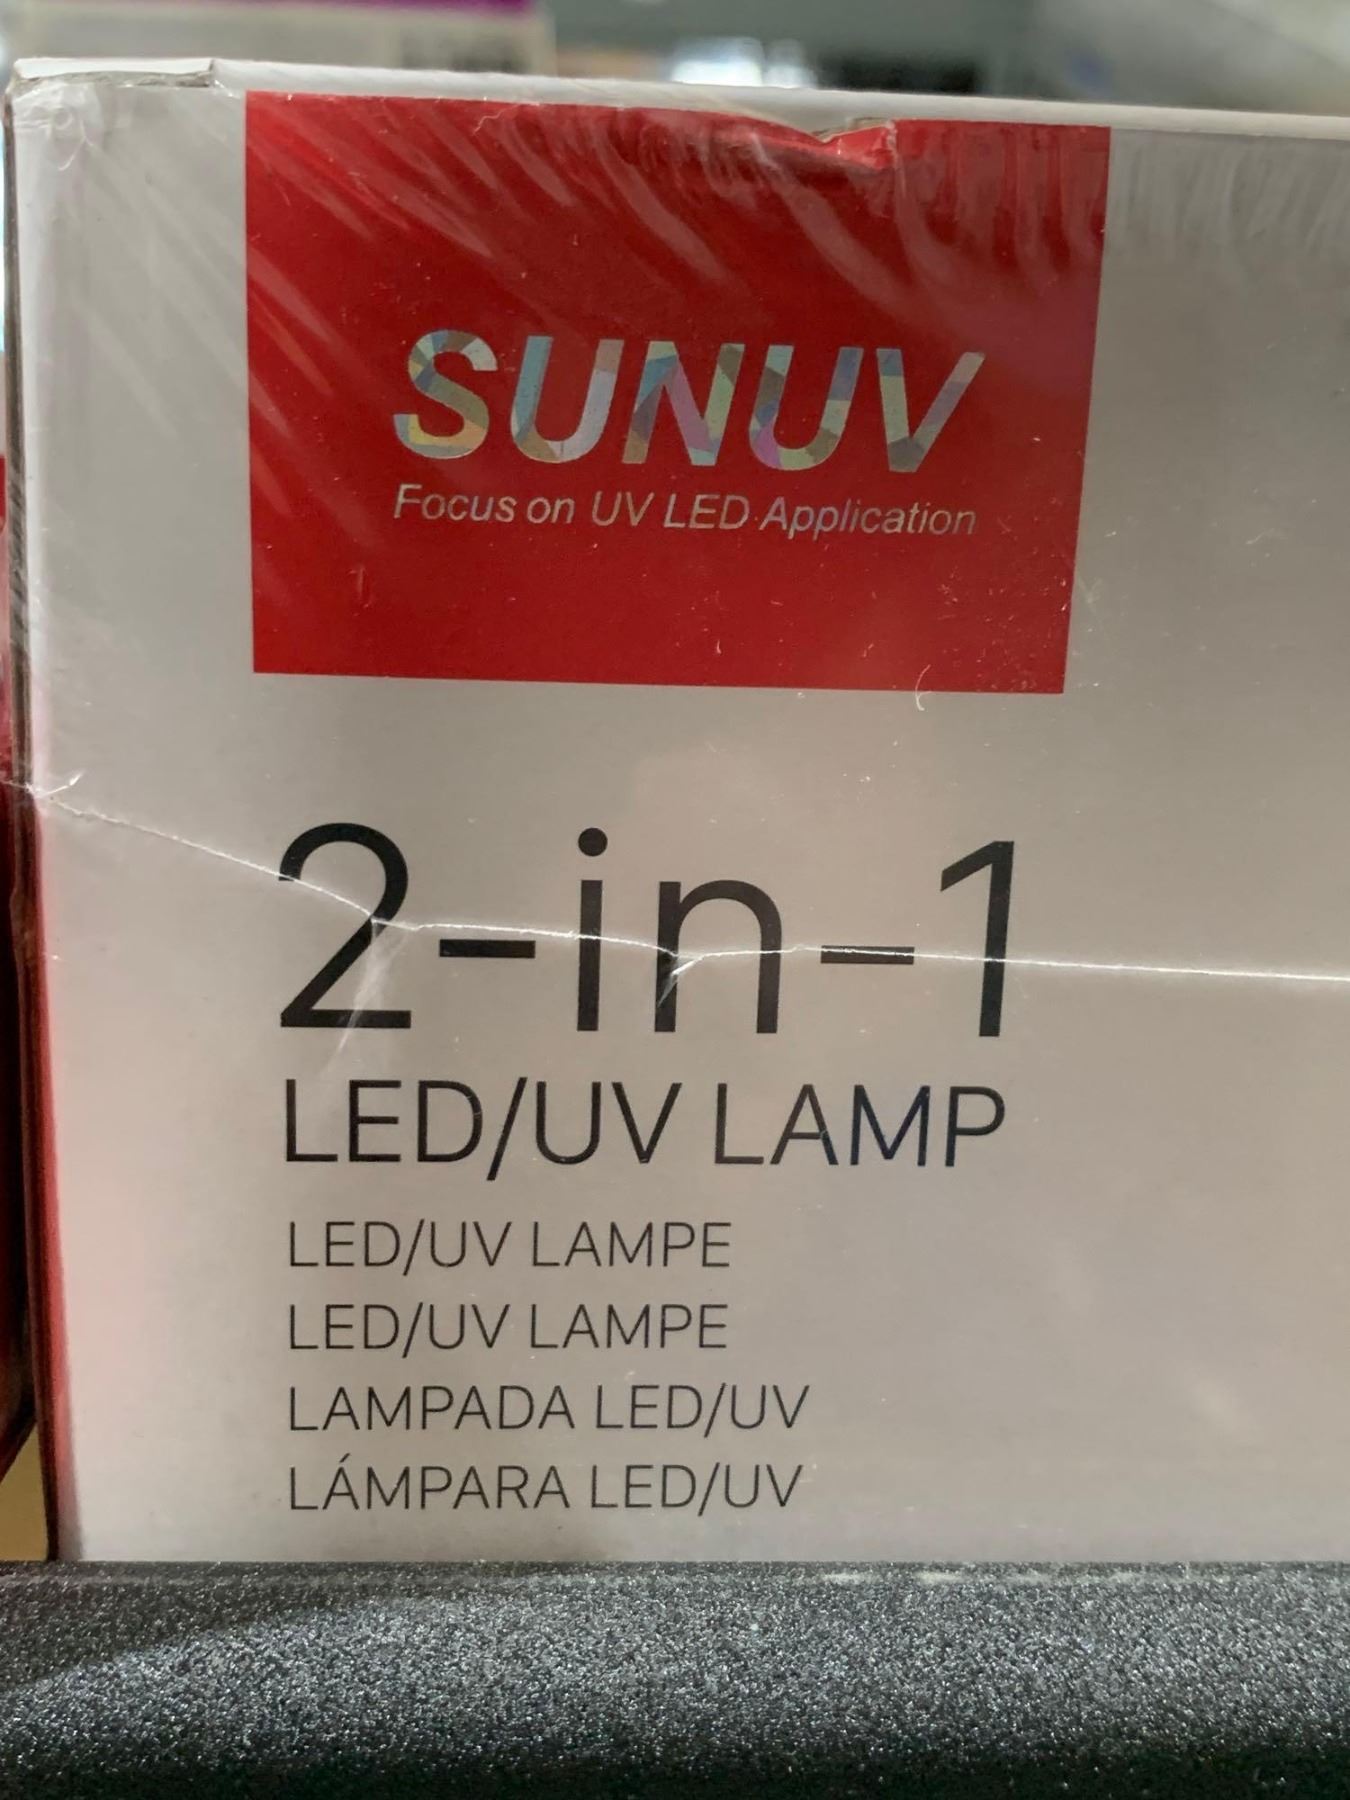 SUNUV
Focus on UV LED Application
2-in-1
LED/UV LAMP
LED/UV LAMPE
LED/UV LAMPE
LAMPADA LED/UV
LÁMPARA LED/UV